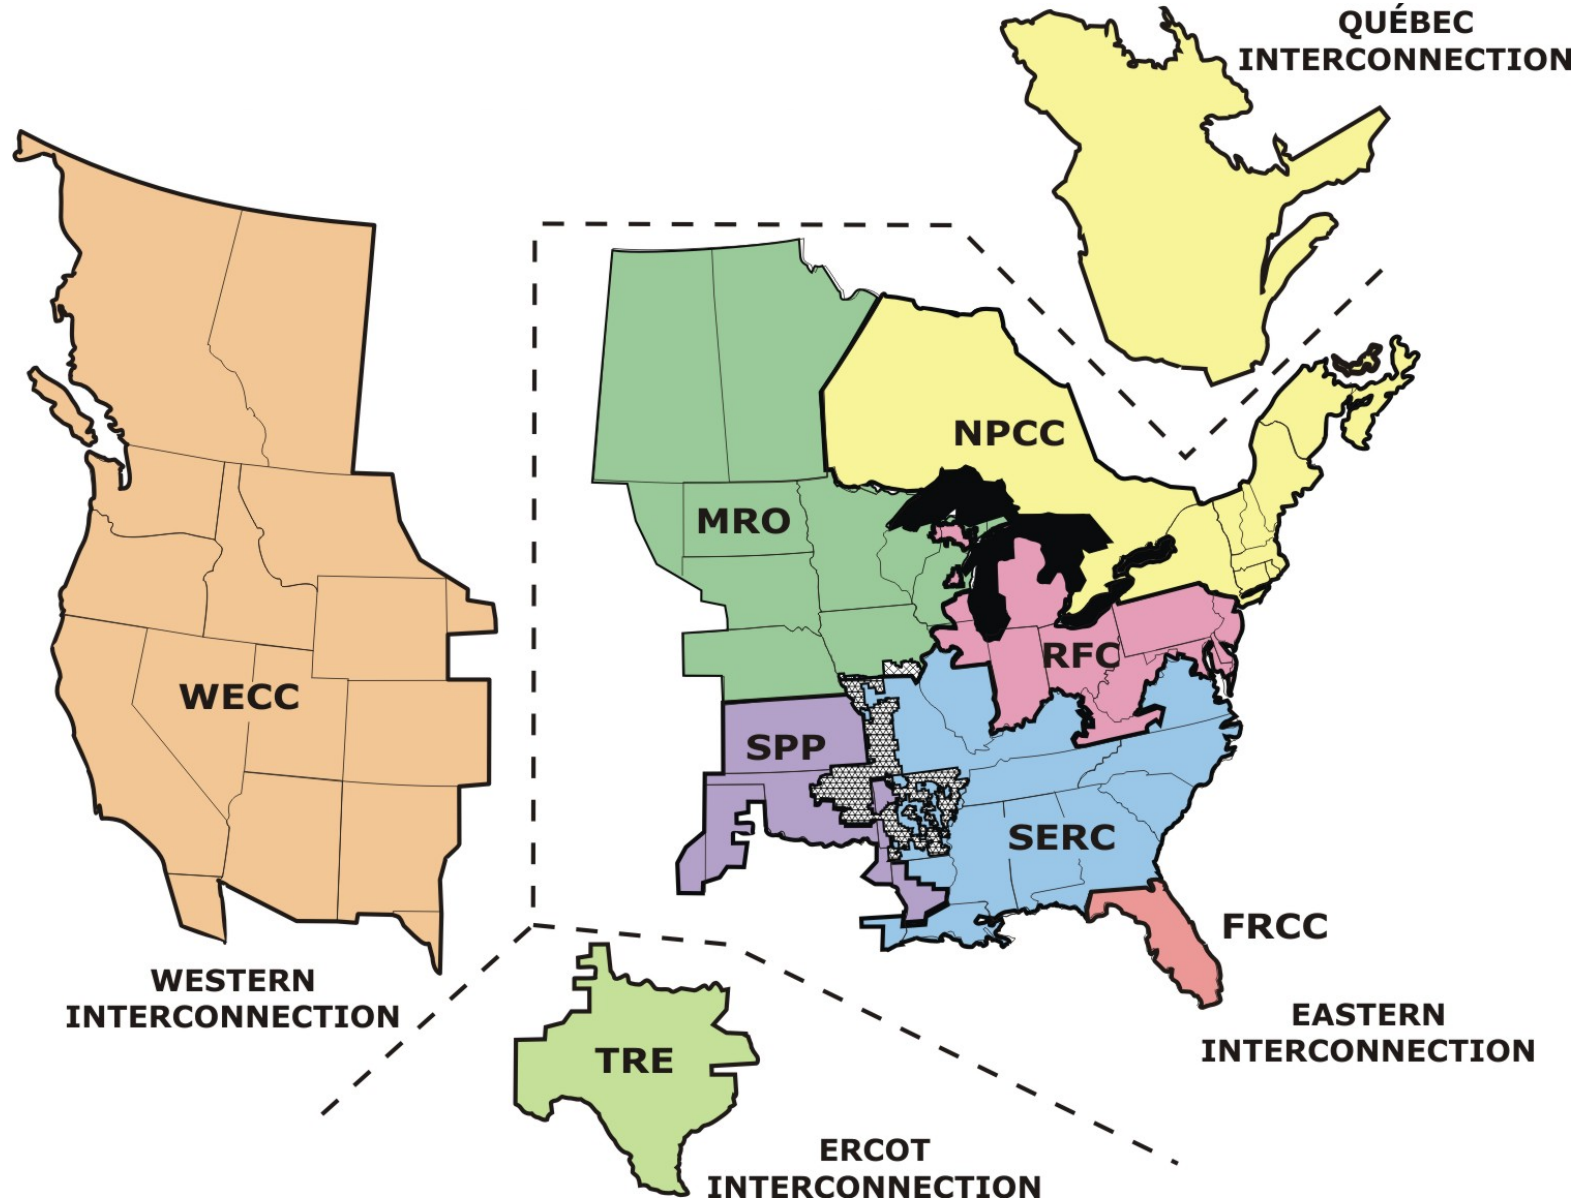 QUÉBEC
INTERCONNECTION
NPCC
MRO
RFC
WECC
SPP
SERC
FRCC
WESTERN
INTERCONNECTION
EASTERN
INTERCONNECTION
TRE
ERCOT
INTERCONNECTION